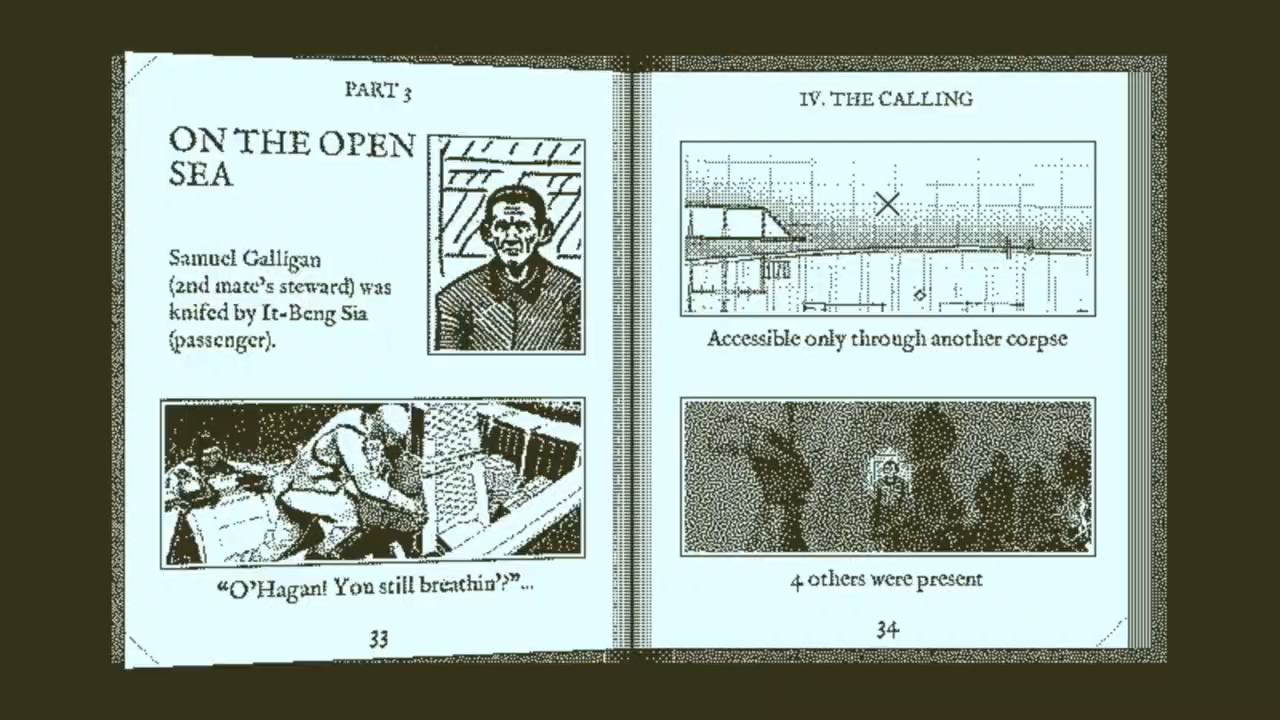 PART 3
ON THE OPEN
SEA
Samuel Galligan
(2nd mate's steward) was
knifed by It-Beng Sia
(passenger).
"O'Hagan! You still breathin'?"...
33
IV. THE CALLING
Accessible only through another corpse
4 others were present
34